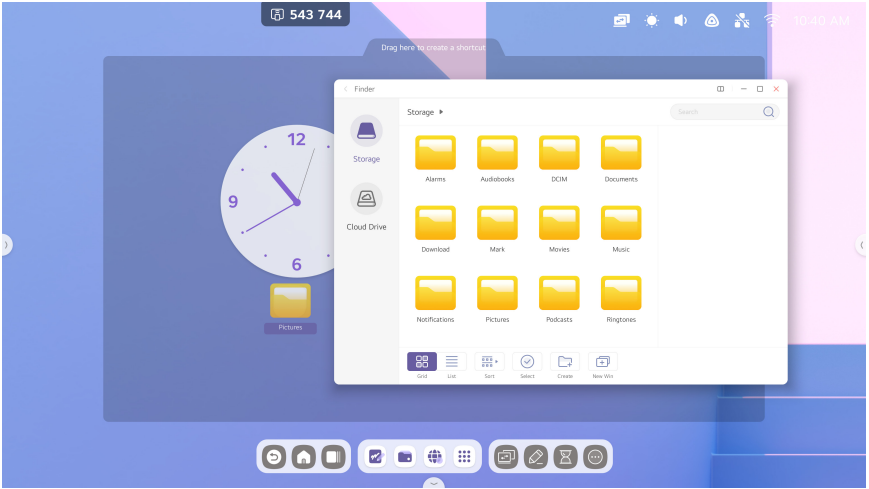 543 744
10:40 AM
Drag here to create a shortcut
Finder
Storage
Search
Storage
Cloud Drive
Alarms
Audiobooks
DCIM
Documents
Download
Mark
Movies
Music
Notifications
Pictures
Podcasts
Ringtones
Grid
List
Sort
Select
Create
New Win
12
9
6
Pictures